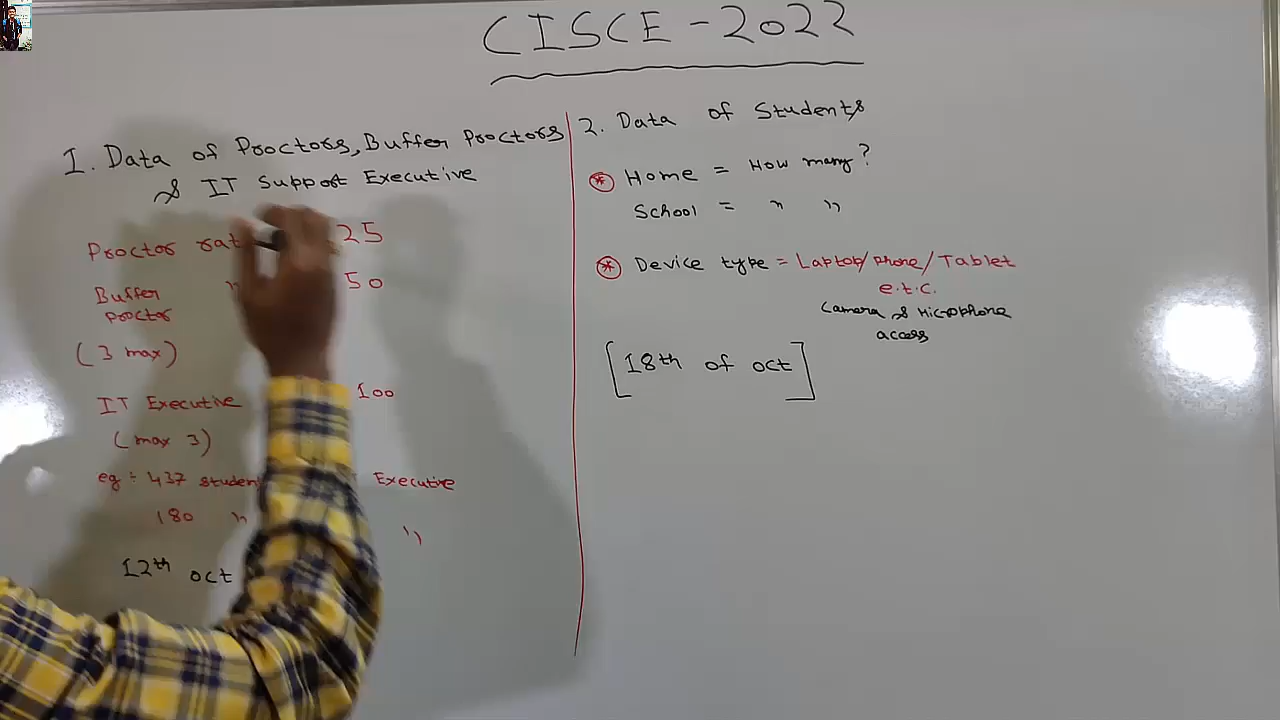 CISCE-2022
1. Data of Proctors, Buffer Proctors
& IT Support Executive
Proctor 25
Buffer " 50
Proctor
(3 max)
IT Executive 100
(max 3)
eg ÷ 437 Executive
180 " "
12th oct
2. Data of Students
* Home = How many?
School = " "
* Device type = Laptop/Phone/Tablet
e.t.c.
Camera & Microphone
access
[18th of oct]